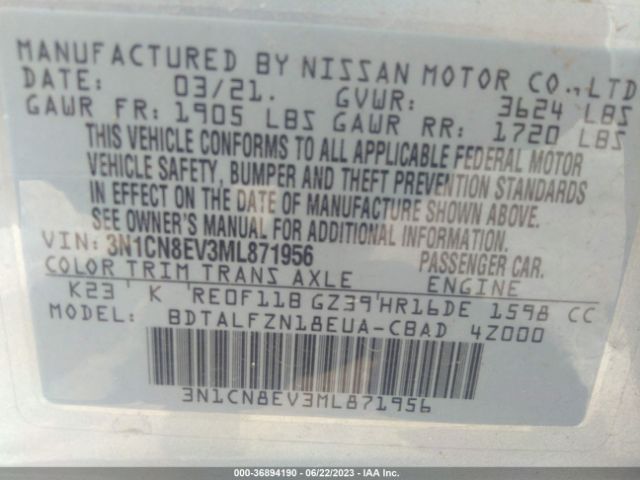 MANUFACTURED BY NISSAN MOTOR CO., LTD
DATE: 03/21. GVWR: 3624 LBS
GAWR FR: 1905 LBS GAWR RR: 1720 LBS
THIS VEHICLE CONFORMS TO ALL APPLICABLE FEDERAL MOTOR
VEHICLE SAFETY, BUMPER AND THEFT PREVENTION STANDARDS
IN EFFECT ON THE DATE OF MANUFACTURE SHOWN ABOVE.
SEE OWNER'S MANUAL FOR ADDITIONAL INFORMATION.
VIN: 3N1CN8EV3ML871956 PASSENGER CAR.
COLOR TRIM TRANS AXLE ENGINE
K23 K RE0F11B GZ39 HR16DE 1598 CC
BDTALFZN18EUA-CBAD 4Z000
3N1CN8EV3ML871956
000-36894190 - 06/22/2023 - IAA Inc.